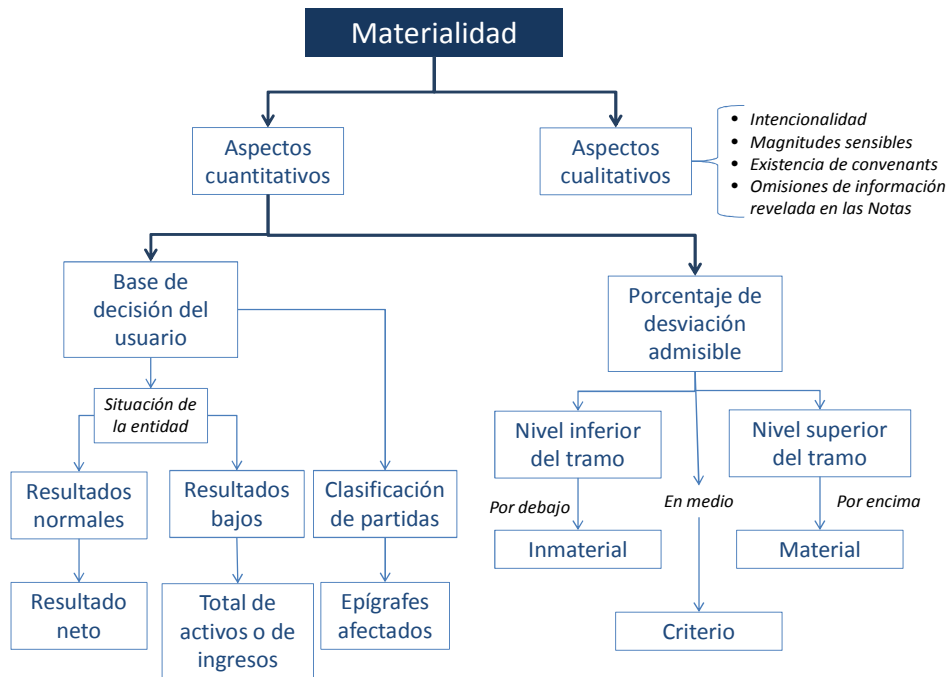 Materialidad
Aspectos
cuantitativos
Aspectos
cualitativos
• Intencionalidad
• Magnitudes sensibles
• Existencia de convenants
• Omisiones de información
revelada en las Notas
Base de
decisión del
usuario
Porcentaje de
desviación
admisible
Situación de
la entidad
Nivel inferior
del tramo
Nivel superior
del tramo
Resultados
normales
Resultados
bajos
Clasificación
de partidas
Por debajo
En medio
Por encima
Inmaterial
Material
Resultado
neto
Total de
activos o de
ingresos
Epígrafes
afectados
Criterio